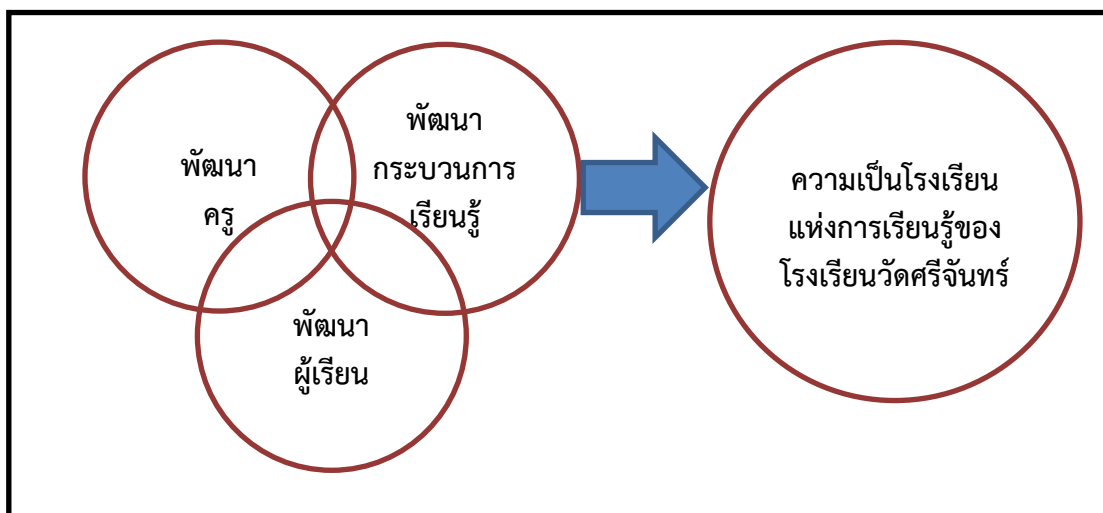 พัฒนา
ครู
พัฒนา
กระบวนการ
เรียนรู้
พัฒนา
ผู้เรียน
ความเป็นโรงเรียน
แห่งการเรียนรู้ของ
โรงเรียนวัดศรีจันทร์